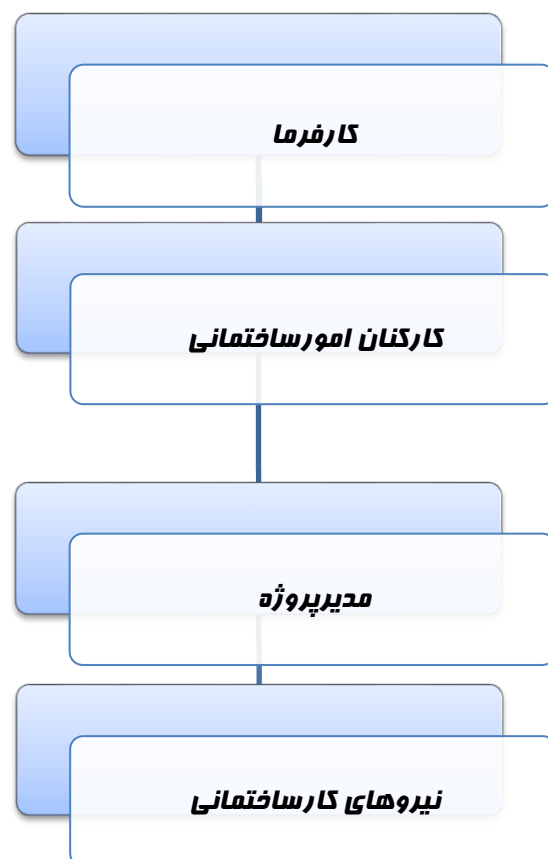 کارفرما
کارکنان امورساختمانی
مدیرپروژه
نیروهای کارساختمانی